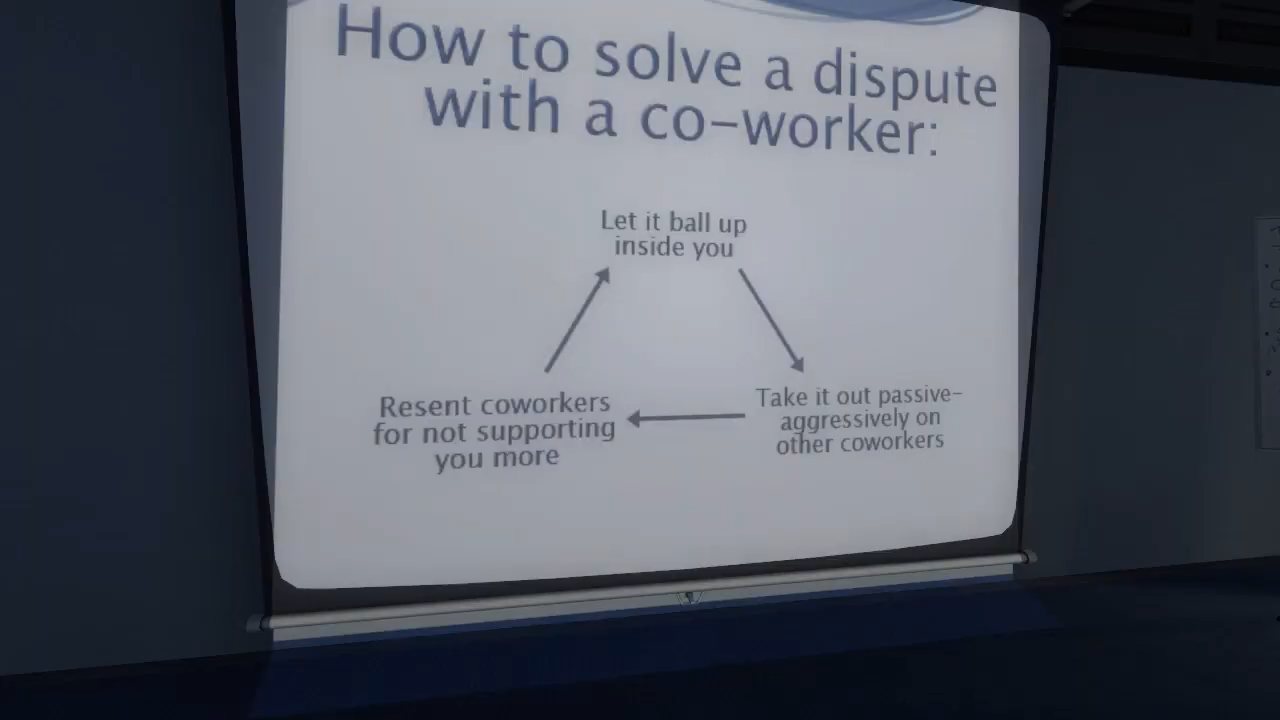 How to solve a dispute
with a co-worker:
Let it ball up
inside you
Take it out passive-
aggressively on
other coworkers
Resent coworkers
for not supporting
you more